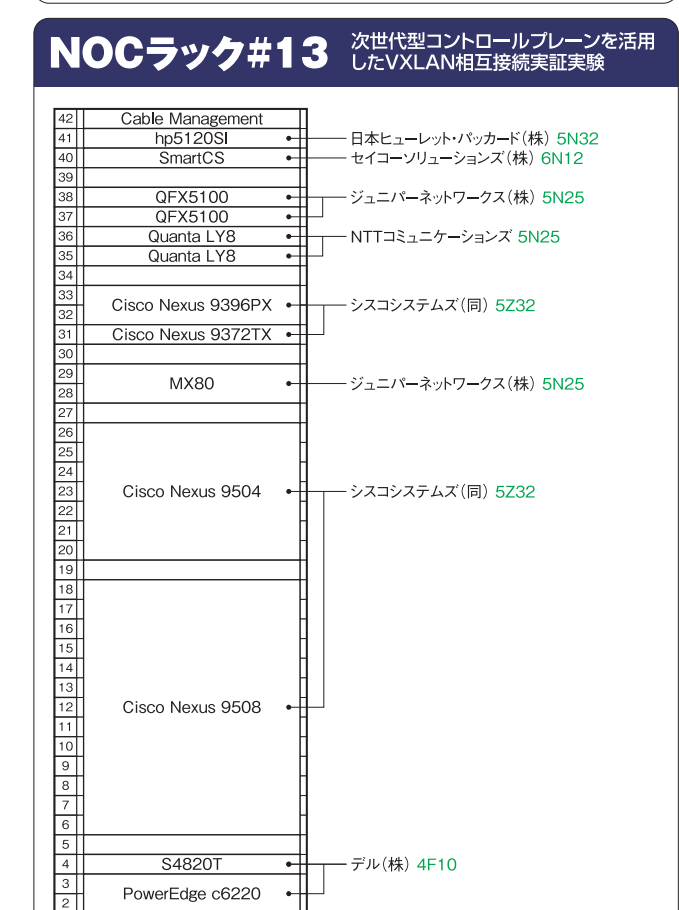 NOCラック#13
次世代型コントロールプレーンを活用
したVXLAN相互接続実証実験
42 Cable Management
41 hp5120SI 日本ヒューレット・パッカード(株) 5N32
40 SmartCS セイコーソリューションズ(株) 6N12
39
38 QFX5100 ジュニパーネットワークス(株) 5N25
37 QFX5100
36 Quanta LY8 NTTコミュニケーションズ 5N25
35 Quanta LY8
34
33
Cisco Nexus 9396PX シスコシステムズ(同) 5Z32
32
31 Cisco Nexus 9372TX
30
29
MX80 ジュニパーネットワークス(株) 5N25
28
27
26
25
24
23 Cisco Nexus 9504 シスコシステムズ(同) 5Z32
22
21
20
19
18
17
16
15
14
13
12 Cisco Nexus 9508
11
10
9
8
7
6
5
4 S4820T デル(株) 4F10
3
PowerEdge c6220
2